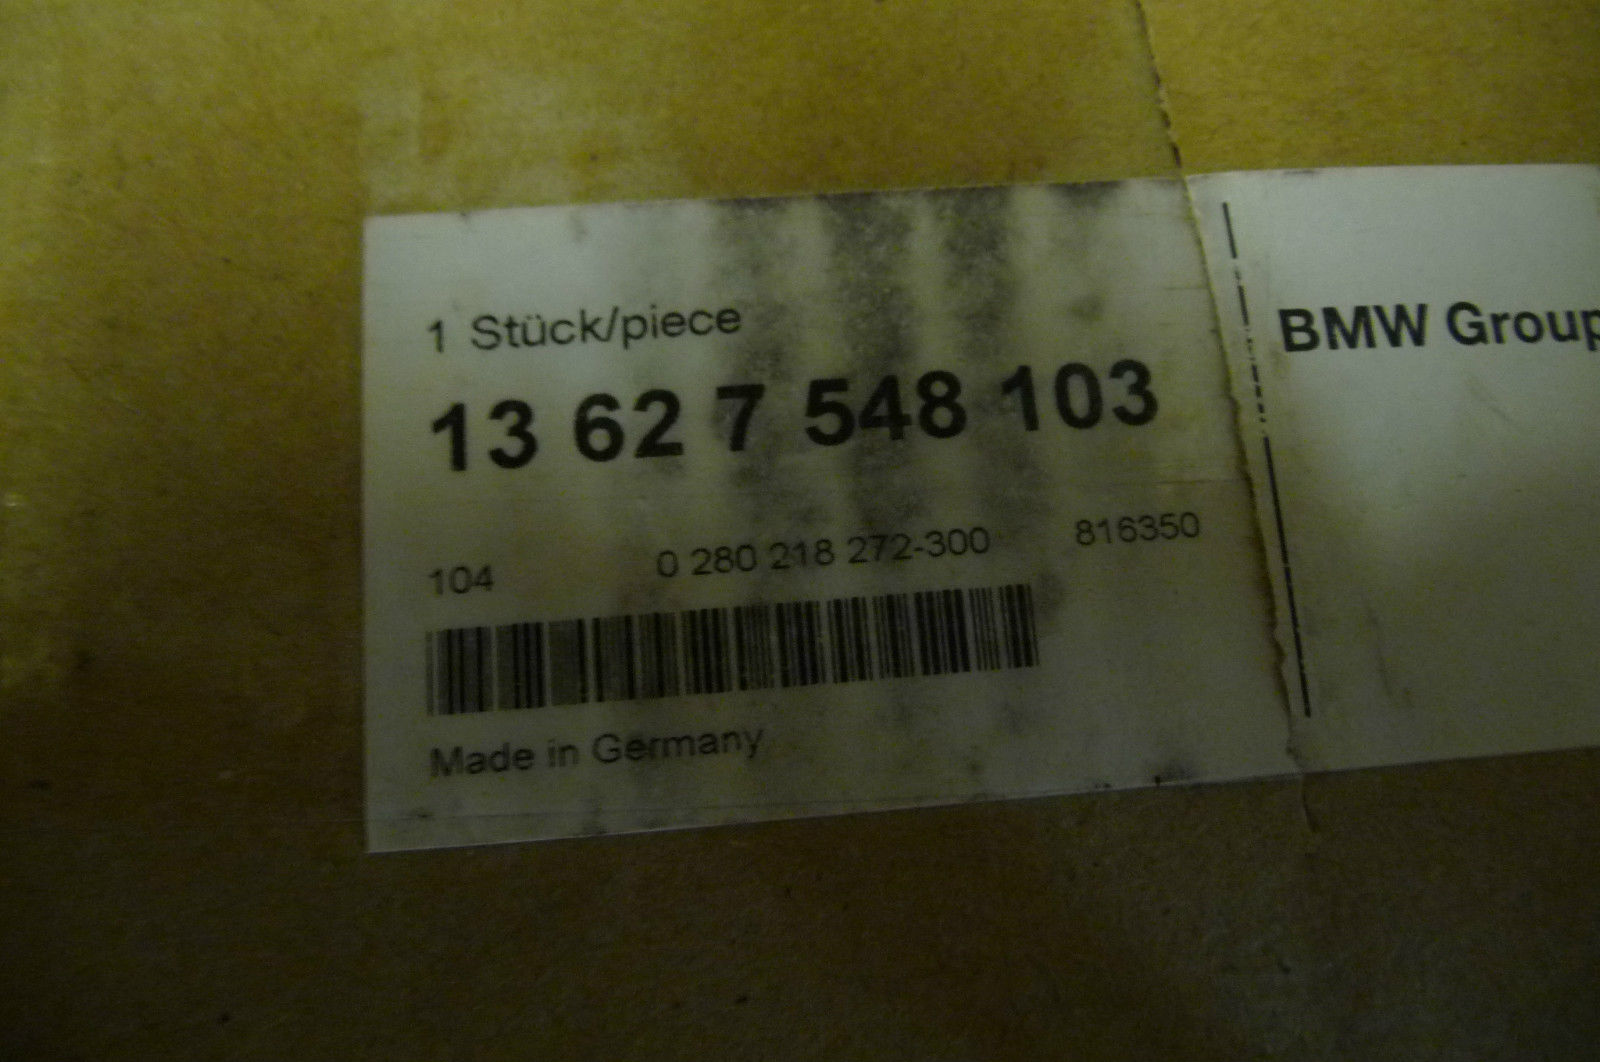 1 Stück/piece
13 62 7 548 103
104 0 280 218 272-300 816350
Made in Germany
BMW Group